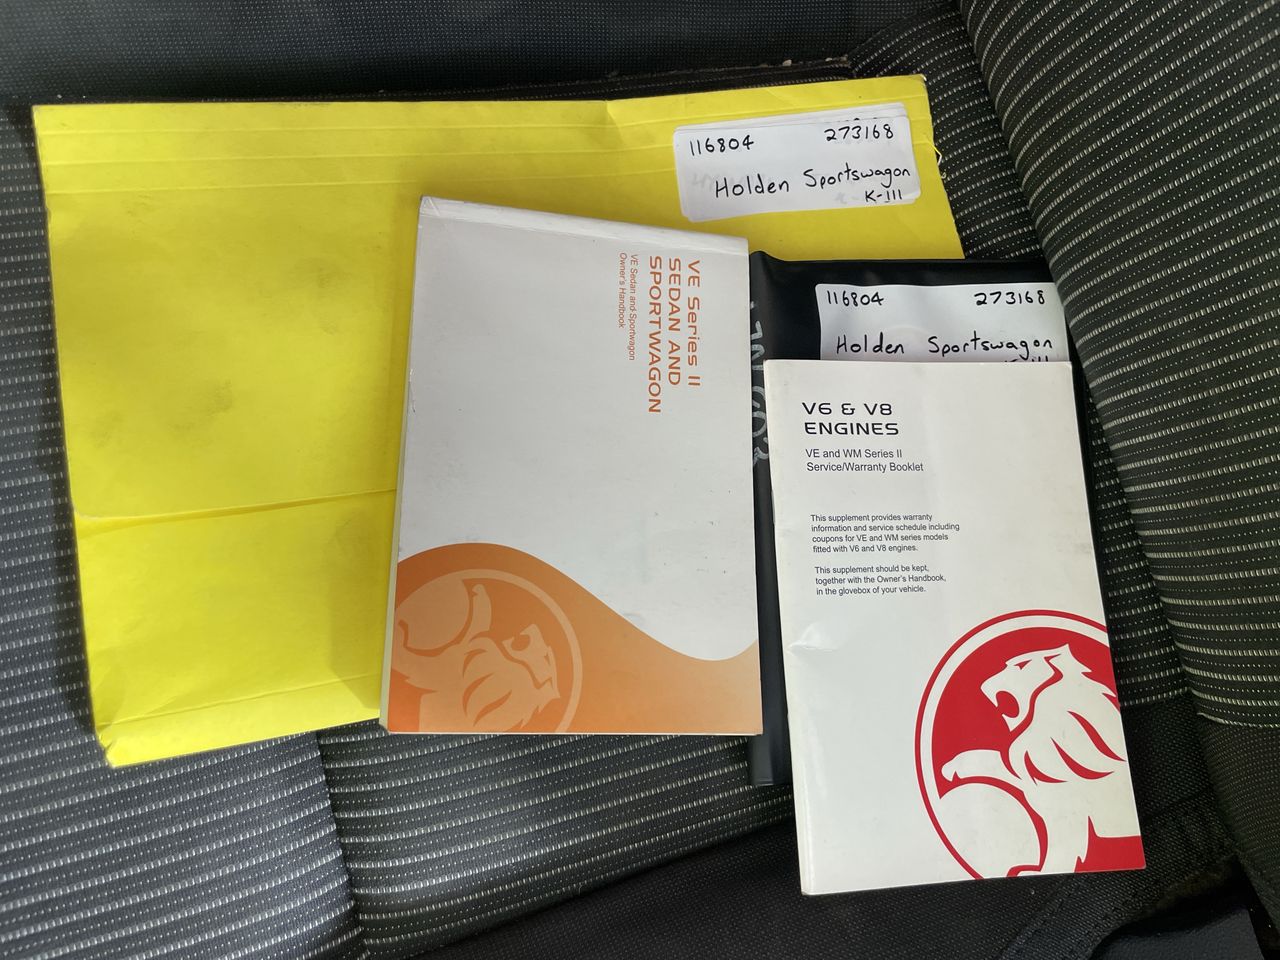 116804 273168
Holden Sportswagon
K-111
VE Series II
SEDAN AND
SPORTWAGON
VE Sedan and Sportwagon
Owner's Handbook
116804 273168
Holden Sportswagon
V6 & V8
ENGINES
VE and WM Series II
Service/Warranty Booklet
This supplement provides warranty
information and service schedule including
coupons for VE and WM series models
fitted with V6 and V8 engines.
This supplement should be kept,
together with the Owner's Handbook,
in the glovebox of your vehicle.